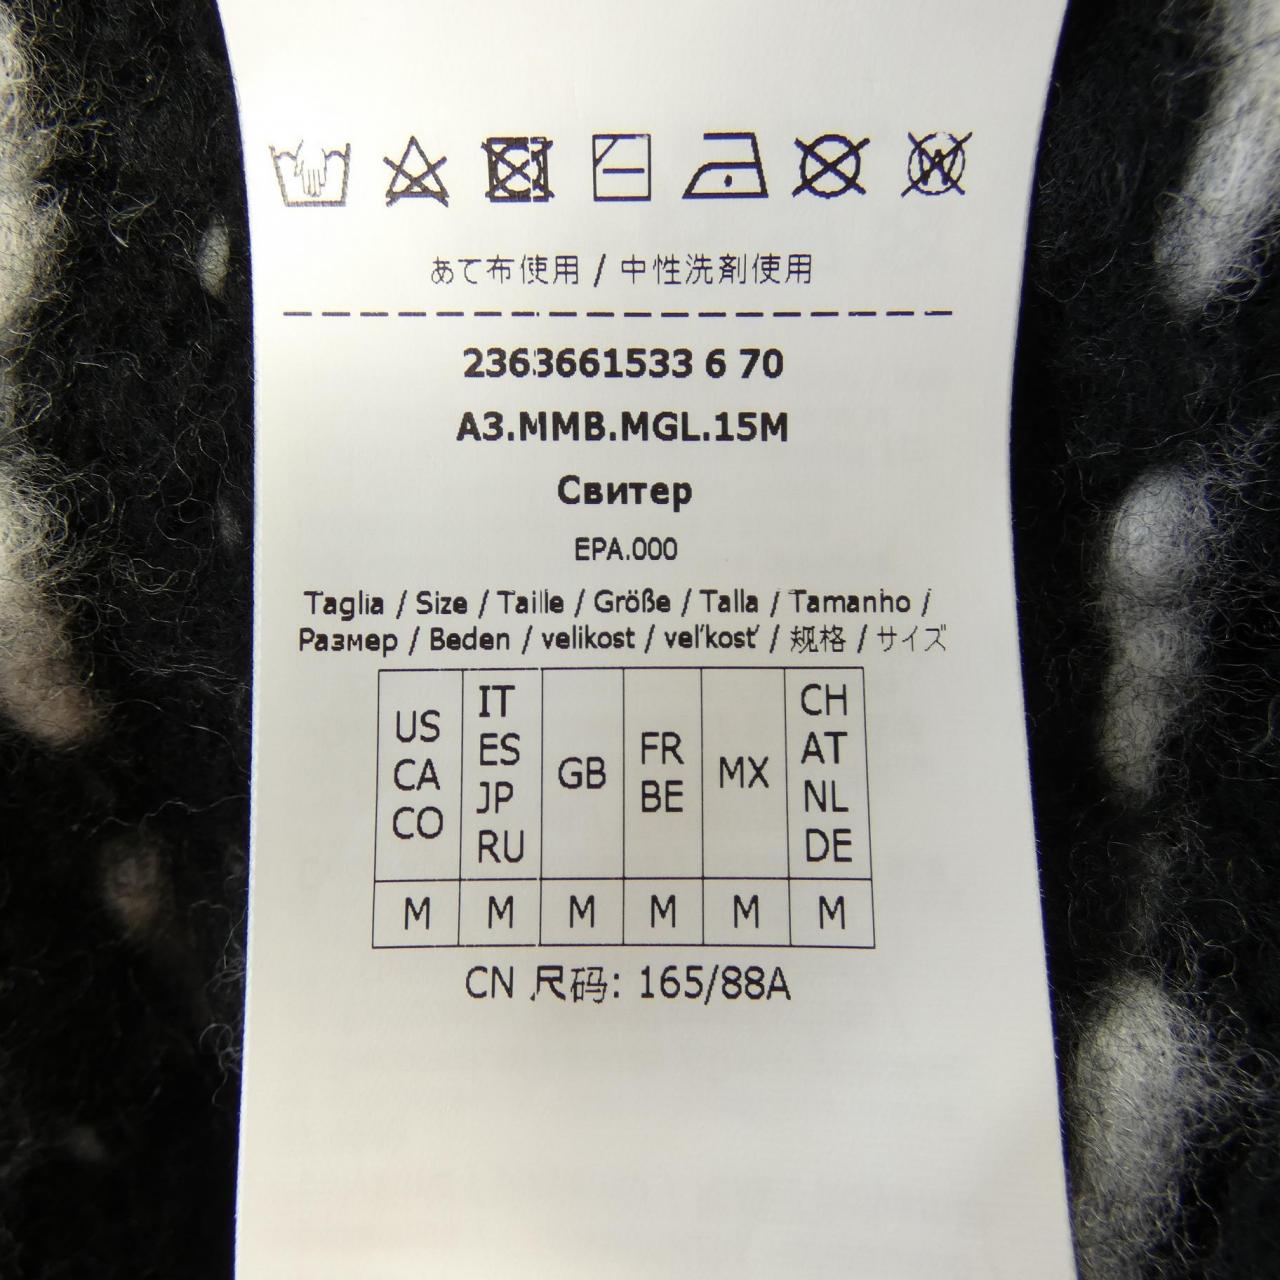 あて布使用 / 中性洗剤使用
2363661533 6 70
A3.MMB.MGL.15M
Свитер
EPA.000
Taglia / Size / Taille / Größe / Talla / Tamanho /
Размер / Beden / velikost / veľkosť / 规格 / サイズ
US CA CO IT ES JP RU GB FR BE MX CH AT NL DE
M M M M M M
CN 尺码: 165/88A